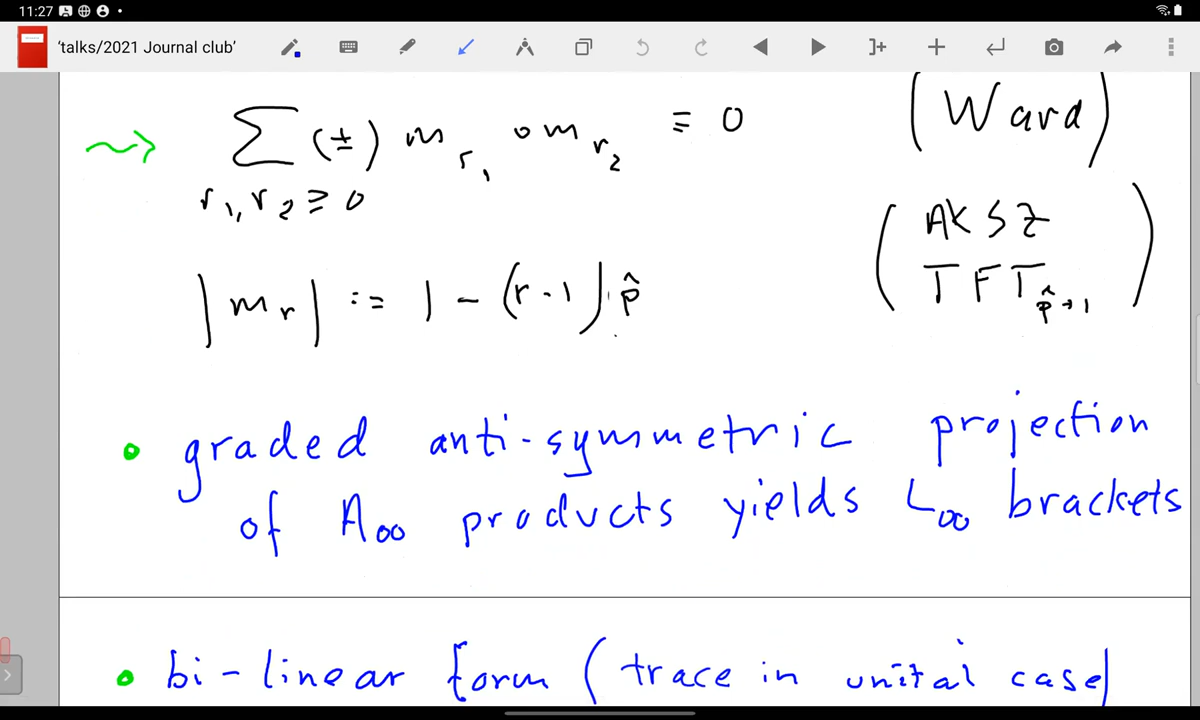 11:27
'talks/2021 Journal club'
⇝ ∑ (±) m_{r_1} ∘ m_{r_2} ≡ 0 (Ward)
r_1, r_2 ≥ 0
|m_r| := 1 - (r-1)·p̂
(AKSZ
TFT_{p̂+1})
• graded anti-symmetric projection
of A∞ products yields L∞ brackets
• bi-linear form (trace in unital case)